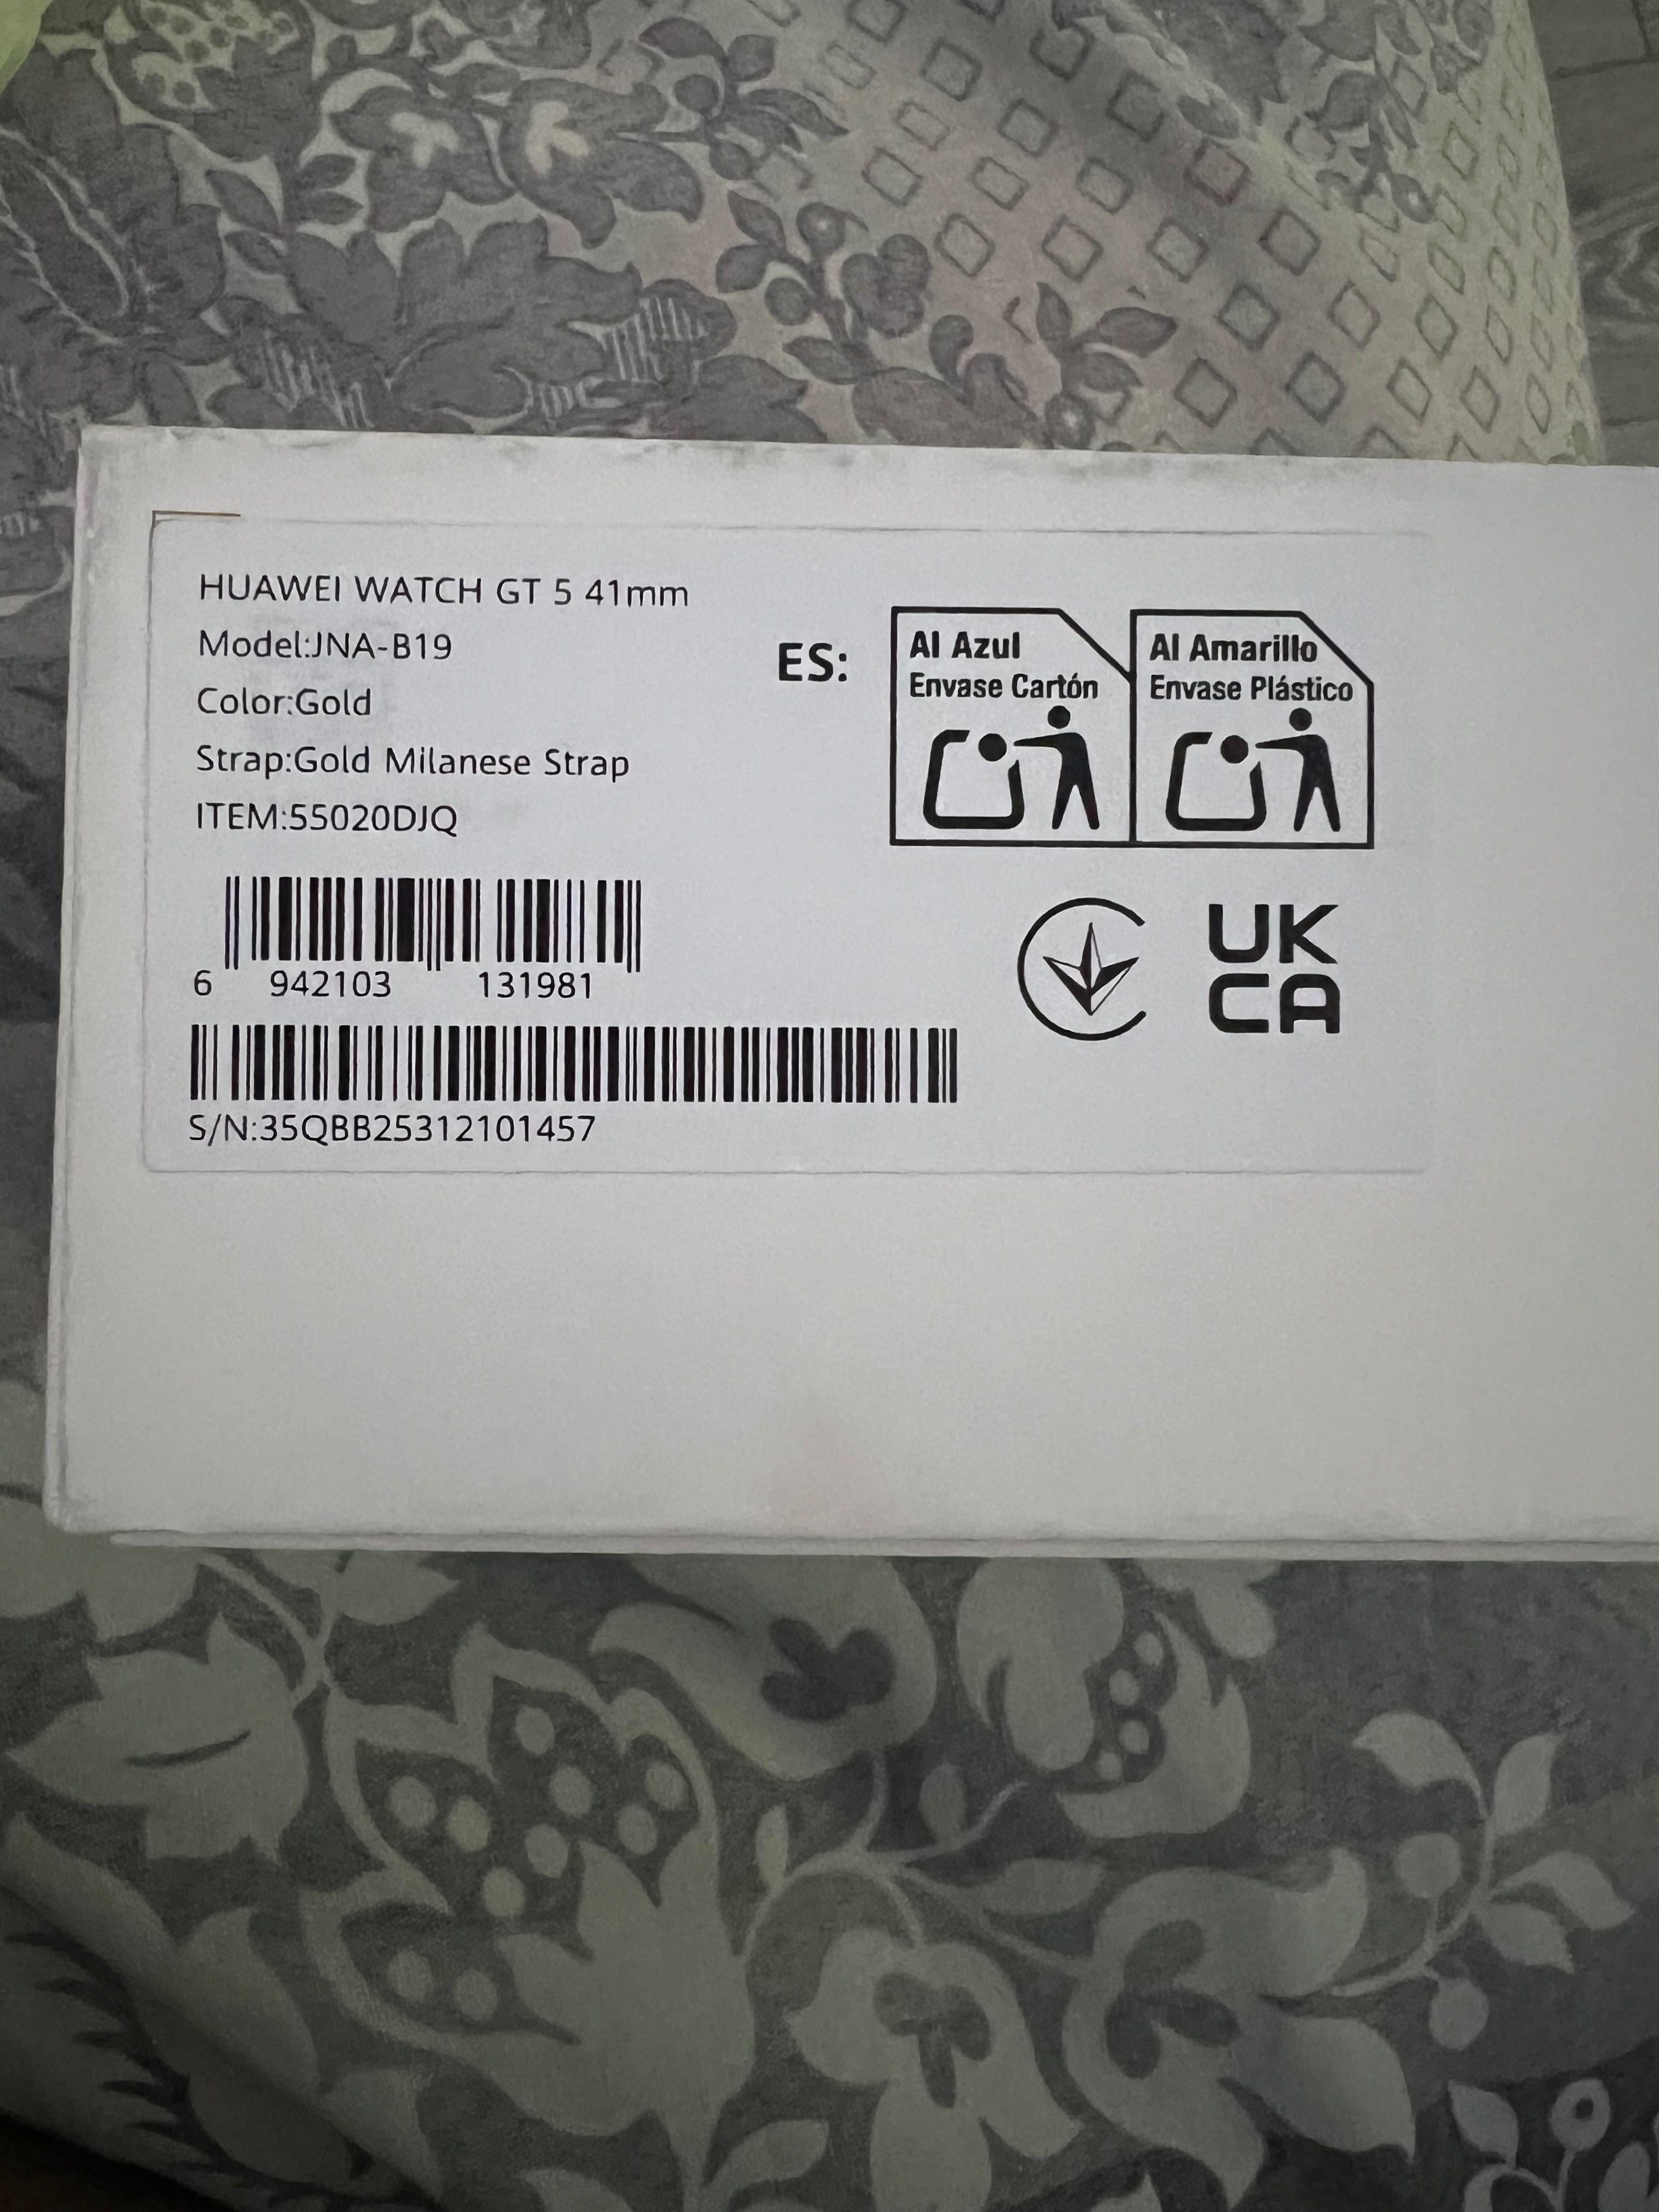 HUAWEI WATCH GT 5 41mm
Model:JNA-B19
Color:Gold
Strap:Gold Milanese Strap
ITEM:55020DJQ
6 942103 131981
S/N:35QBB25312101457
ES:
Al Azul
Envase Cartón
Al Amarillo
Envase Plástico
UK
CA